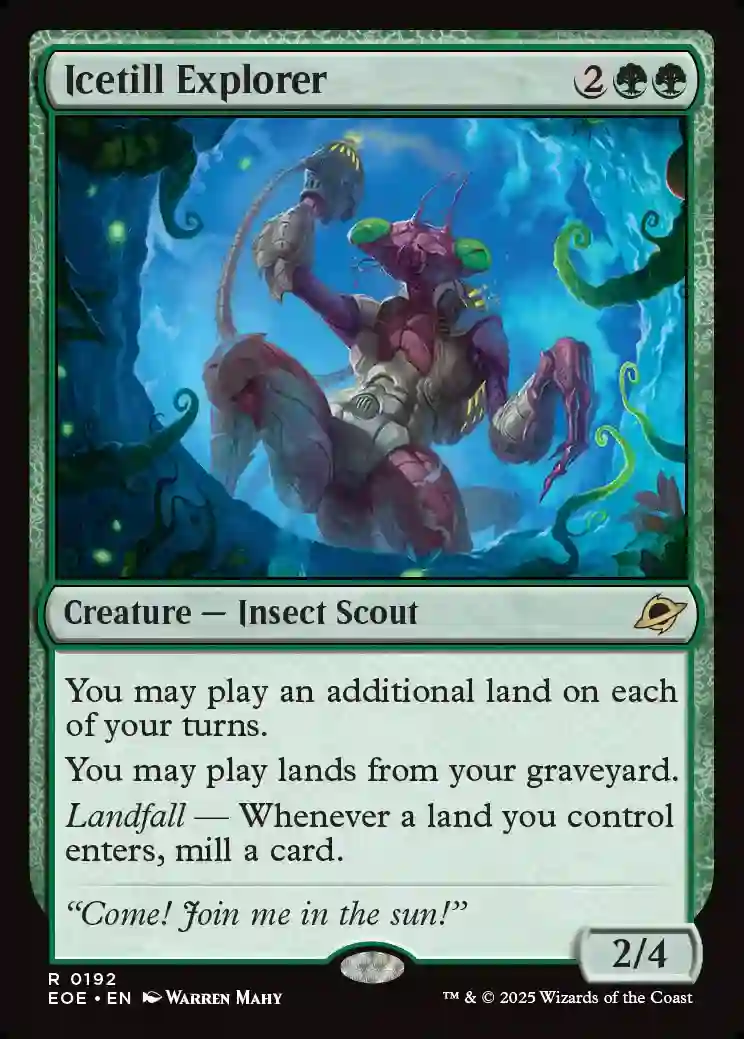 Icetill Explorer 2
Creature — Insect Scout
You may play an additional land on each
of your turns.
You may play lands from your graveyard.
Landfall — Whenever a land you control
enters, mill a card.
“Come! Join me in the sun!”
2/4
R 0192
EOE • EN Warren Mahy
™ & © 2025 Wizards of the Coast